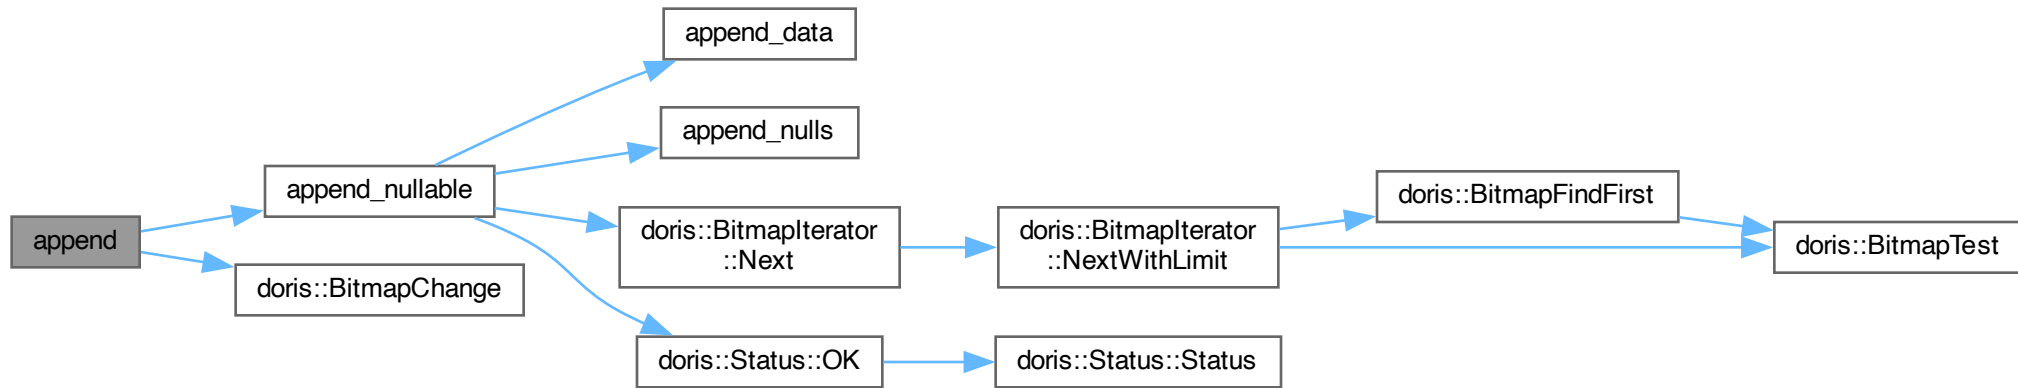 append
append_nullable
doris::BitmapChange
append_data
append_nulls
doris::BitmapIterator
::Next
doris::Status::OK
doris::BitmapIterator
::NextWithLimit
doris::Status::Status
doris::BitmapFindFirst
doris::BitmapTest